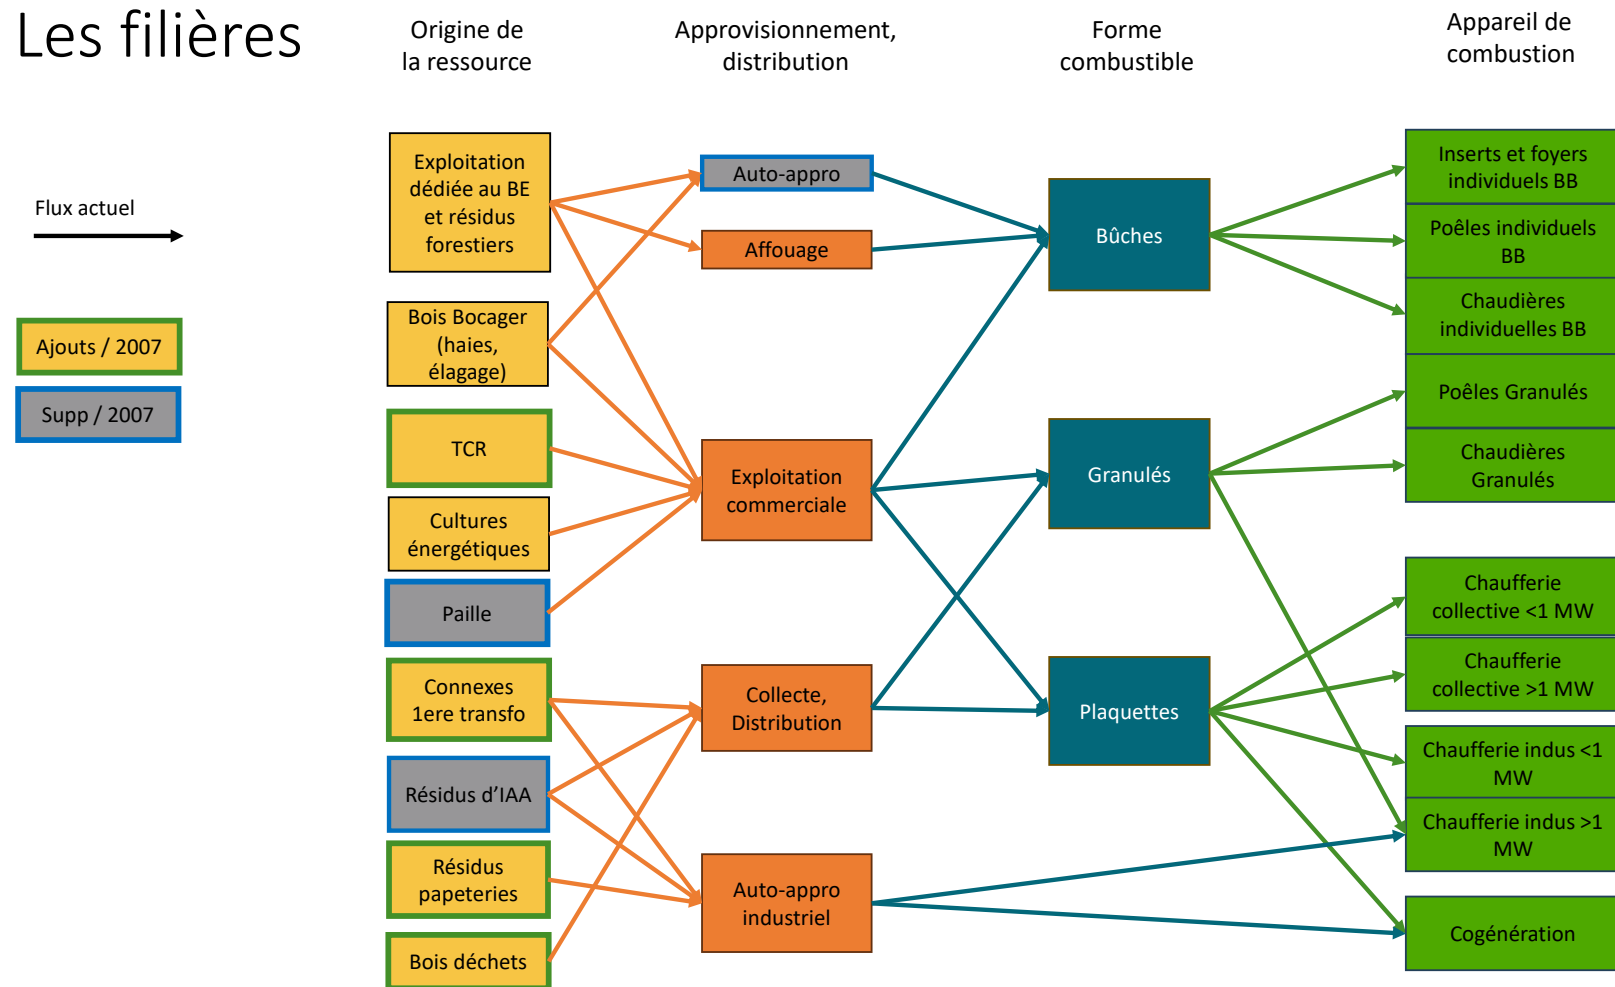 Les filières
Origine de
la ressource
Approvisionnement,
distribution
Forme
combustible
Appareil de
combustion
Flux actuel
Ajouts / 2007
Supp / 2007
Exploitation
dédiée au BE
et résidus
forestiers
Bois Bocager
(haies,
élagage)
TCR
Cultures
énergétiques
Paille
Connexes
1ere transfo
Résidus d’IAA
Résidus
papeteries
Bois déchets
Auto-appro
Affouage
Exploitation
commerciale
Collecte,
Distribution
Auto-appro
industriel
Bûches
Granulés
Plaquettes
Inserts et foyers
individuels BB
Poêles individuels
BB
Chaudières
individuelles BB
Poêles Granulés
Chaudières
Granulés
Chaufferie
collective <1 MW
Chaufferie
collective >1 MW
Chaufferie indus <1
MW
Chaufferie indus >1
MW
Cogénération